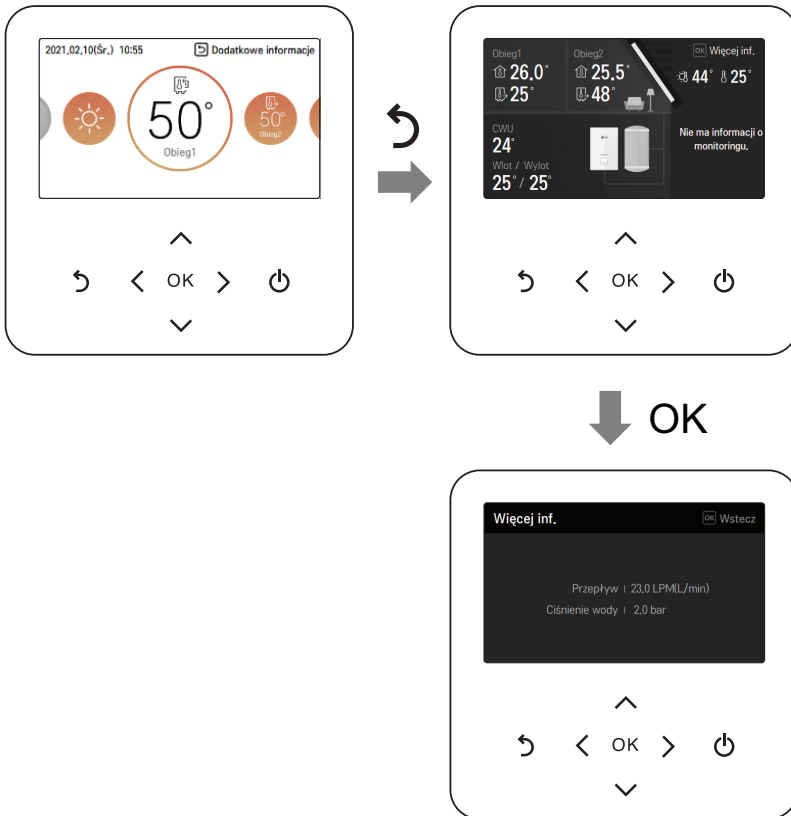 2021.02.10(Śr.) 10:55 Dodatkowe informacje
50°
Obieg1
50°
Obieg2
OK
Obieg1
26.0°
25°
Obieg2
25.5°
48°
OK Więcej inf.
44° 25°
CWU
24°
Wlot / Wylot
25° / 25°
Nie ma informacji o
monitoringu.
OK
OK
Więcej inf. OK Wstecz
Przepływ | 23.0 LPM(L/min)
Ciśnienie wody | 2.0 bar
OK